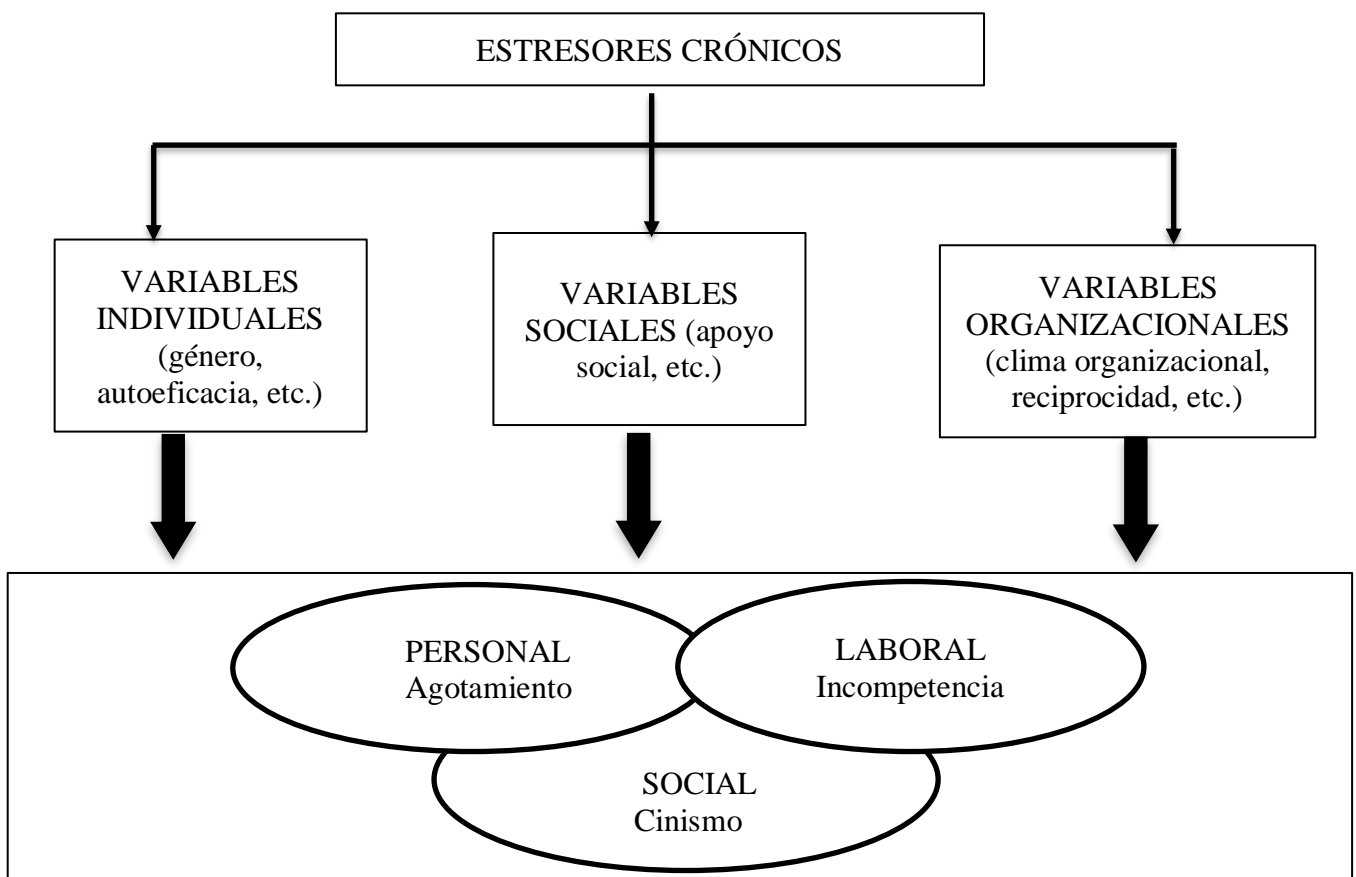 ESTRESORES CRÓNICOS
VARIABLES
INDIVIDUALES
(género,
autoeficacia, etc.)
VARIABLES
SOCIALES (apoyo
social, etc.)
VARIABLES
ORGANIZACIONALES
(clima organizacional,
reciprocidad, etc.)
PERSONAL
Agotamiento
LABORAL
Incompetencia
SOCIAL
Cinismo